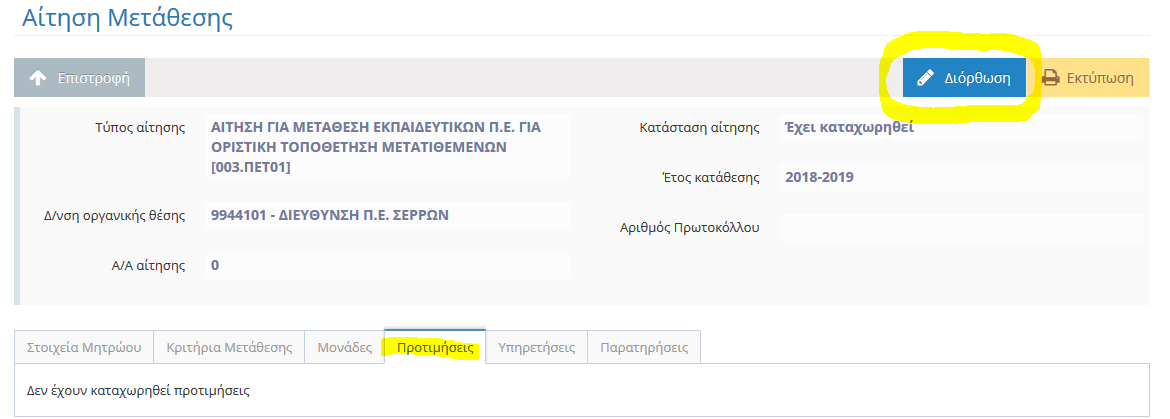 Αίτηση Μετάθεσης
Επιστροφή
Διόρθωση
Εκτύπωση
Τύπος αίτησης
ΑΙΤΗΣΗ ΓΙΑ ΜΕΤΑΘΕΣΗ ΕΚΠΑΙΔΕΥΤΙΚΩΝ Π.Ε. ΓΙΑ
ΟΡΙΣΤΙΚΗ ΤΟΠΟΘΕΤΗΣΗ ΜΕΤΑΤΙΘΕΜΕΝΩΝ
[003.ΠΕΤ01]
Κατάσταση αίτησης
Έχει καταχωρηθεί
Έτος κατάθεσης
2018-2019
Δ/νση οργανικής θέσης
9944101 - ΔΙΕΥΘΥΝΣΗ Π.Ε. ΣΕΡΡΩΝ
Αριθμός Πρωτοκόλλου
Α/Α αίτησης
0
Στοιχεία Μητρώου
Κριτήρια Μετάθεσης
Μονάδες
Προτιμήσεις
Υπηρετήσεις
Παρατηρήσεις
Δεν έχουν καταχωρηθεί προτιμήσεις